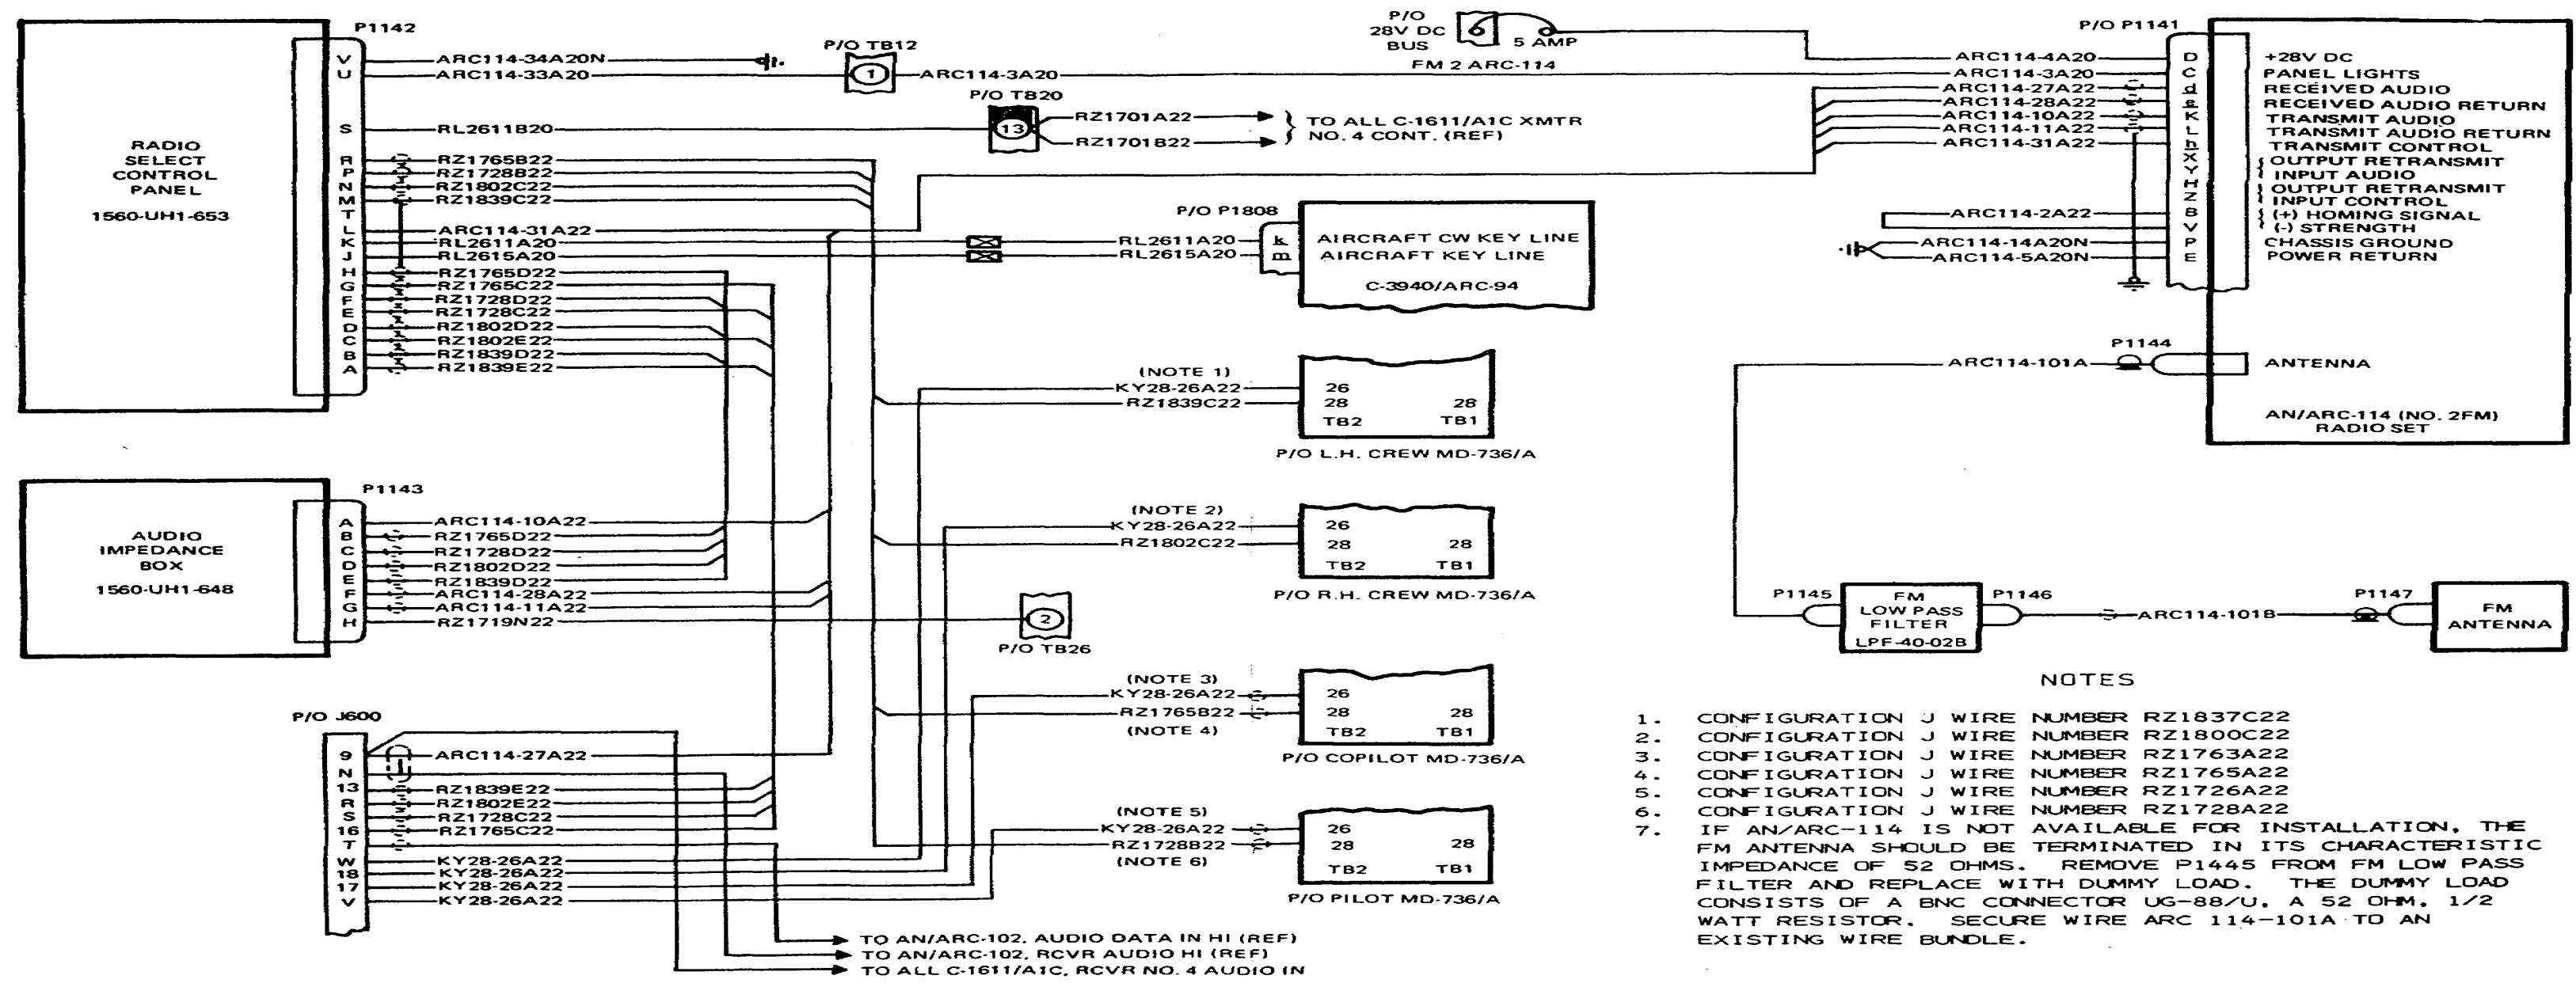 P1142
RADIO
SELECT
CONTROL
PANEL
1560-UH1-653
V ARC114-34A20N
U ARC114-33A20
S RL2611B20
R RZ1765B22
P RZ1728B22
N RZ1802C22
M RZ1839C22
T
L ARC114-31A22
K RL2611A20
J RL2615A20
H RZ1765D22
G RZ1765C22
F RZ1728D22
E RZ1728C22
D RZ1802D22
C RZ1802E22
B RZ1839D22
A RZ1839E22
P/O TB12
1
ARC114-3A20
P/O TB20
13
RZ1701A22
RZ1701B22
TO ALL C-1611/A1C XMTR
NO. 4 CONT. (REF)
P/O
28V DC
BUS
6
5 AMP
FM 2 ARC-114
P/O P1808
RL2611A20 k AIRCRAFT CW KEY LINE
RL2615A20 m AIRCRAFT KEY LINE
C-3940/ARC-94
P/O P1141
ARC114-4A20 D +28V DC
ARC114-3A20 C PANEL LIGHTS
ARC114-27A22 d RECEIVED AUDIO
ARC114-28A22 e RECEIVED AUDIO RETURN
ARC114-10A22 K TRANSMIT AUDIO
ARC114-11A22 L TRANSMIT AUDIO RETURN
ARC114-31A22 h TRANSMIT CONTROL
X OUTPUT RETRANSMIT
Y INPUT AUDIO
H OUTPUT RETRANSMIT
Z INPUT CONTROL
ARC114-2A22 B (+) HOMING SIGNAL
V (-) STRENGTH
ARC114-14A20N P CHASSIS GROUND
ARC114-5A20N E POWER RETURN
P1144
ARC114-101A
ANTENNA
AN/ARC-114 (NO. 2FM)
RADIO SET
(NOTE 1)
KY28-26A22 26
RZ1839C22 28 28
TB2 TB1
P/O L.H. CREW MD-736/A
P1143
AUDIO
IMPEDANCE
BOX
1560-UH1-648
A ARC114-10A22
B RZ1765D22
C RZ1728D22
D RZ1802D22
E RZ1839D22
F ARC114-28A22
G ARC114-11A22
H RZ1719N22
2
P/O TB26
(NOTE 2)
KY28-26A22 26
RZ1802C22 28 28
TB2 TB1
P/O R.H. CREW MD-736/A
P1145
FM
LOW PASS
FILTER
LPF-40-02B
P1146
ARC114-101B
P1147
FM
ANTENNA
(NOTE 3)
KY28-26A22 26
RZ1765B22 28 28
(NOTE 4) TB2 TB1
P/O COPILOT MD-736/A
P/O J600
9 ARC114-27A22
N
13 RZ1839E22
R RZ1802E22
S RZ1728C22
16 RZ1765C22
T
W KY28-26A22
18 KY28-26A22
17 KY28-26A22
V KY28-26A22
(NOTE 5)
KY28-26A22 26
RZ1728B22 28 28
(NOTE 6) TB2 TB1
P/O PILOT MD-736/A
TO AN/ARC-102, AUDIO DATA IN HI (REF)
TO AN/ARC-102, RCVR AUDIO HI (REF)
TO ALL C-1611/A1C, RCVR NO. 4 AUDIO IN
NOTES
1. CONFIGURATION J WIRE NUMBER RZ1837C22
2. CONFIGURATION J WIRE NUMBER RZ1800C22
3. CONFIGURATION J WIRE NUMBER RZ1763A22
4. CONFIGURATION J WIRE NUMBER RZ1765A22
5. CONFIGURATION J WIRE NUMBER RZ1726A22
6. CONFIGURATION J WIRE NUMBER RZ1728A22
7. IF AN/ARC-114 IS NOT AVAILABLE FOR INSTALLATION, THE
FM ANTENNA SHOULD BE TERMINATED IN ITS CHARACTERISTIC
IMPEDANCE OF 52 OHMS. REMOVE P1445 FROM FM LOW PASS
FILTER AND REPLACE WITH DUMMY LOAD. THE DUMMY LOAD
CONSISTS OF A BNC CONNECTOR UG-88/U, A 52 OHM, 1/2
WATT RESISTOR. SECURE WIRE ARC 114-101A TO AN
EXISTING WIRE BUNDLE.